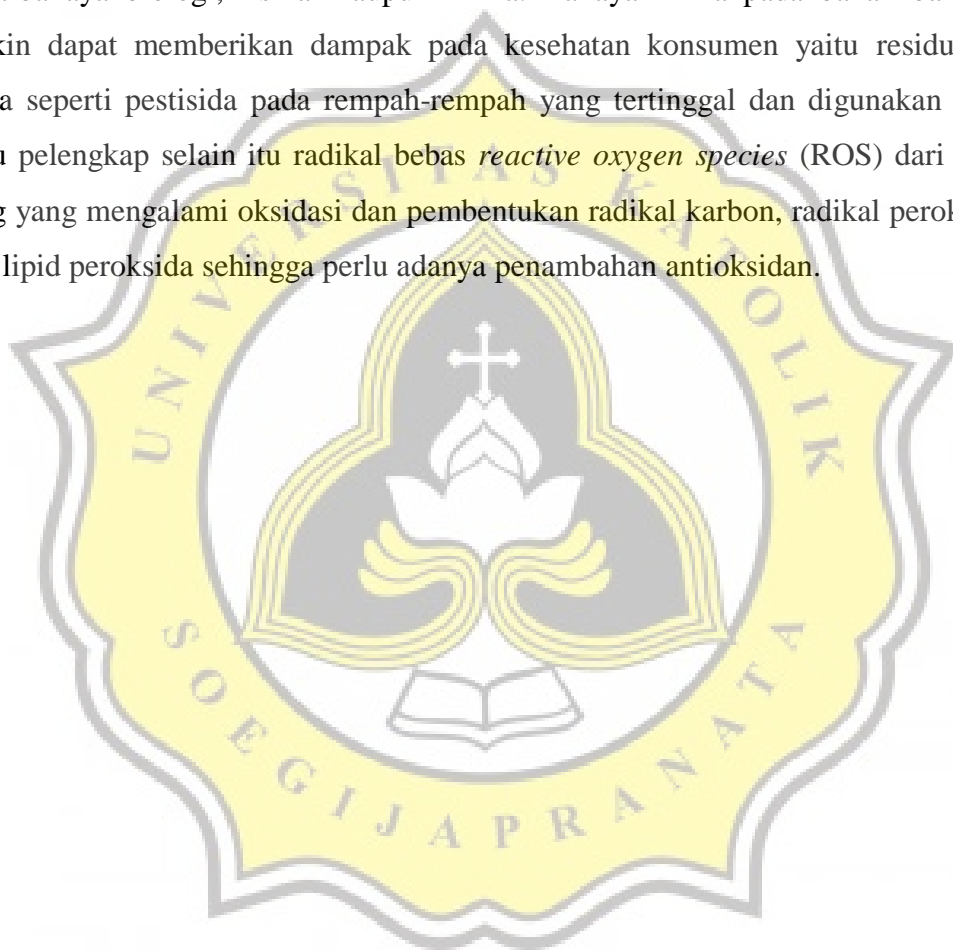 kin dapat memberikan dampak pada kesehatan konsumen yaitu residu
a seperti pestisida pada rempah-rempah yang tertinggal dan digunakan
u pelengkap selain itu radikal bebas reactive oxygen species (ROS) dari
g yang mengalami oksidasi dan pembentukan radikal karbon, radikal perok
lipid peroksida sehingga perlu adanya penambahan antioksidan.
UNIVERSITAS KATOLIK
SOEGIJAPRANATA